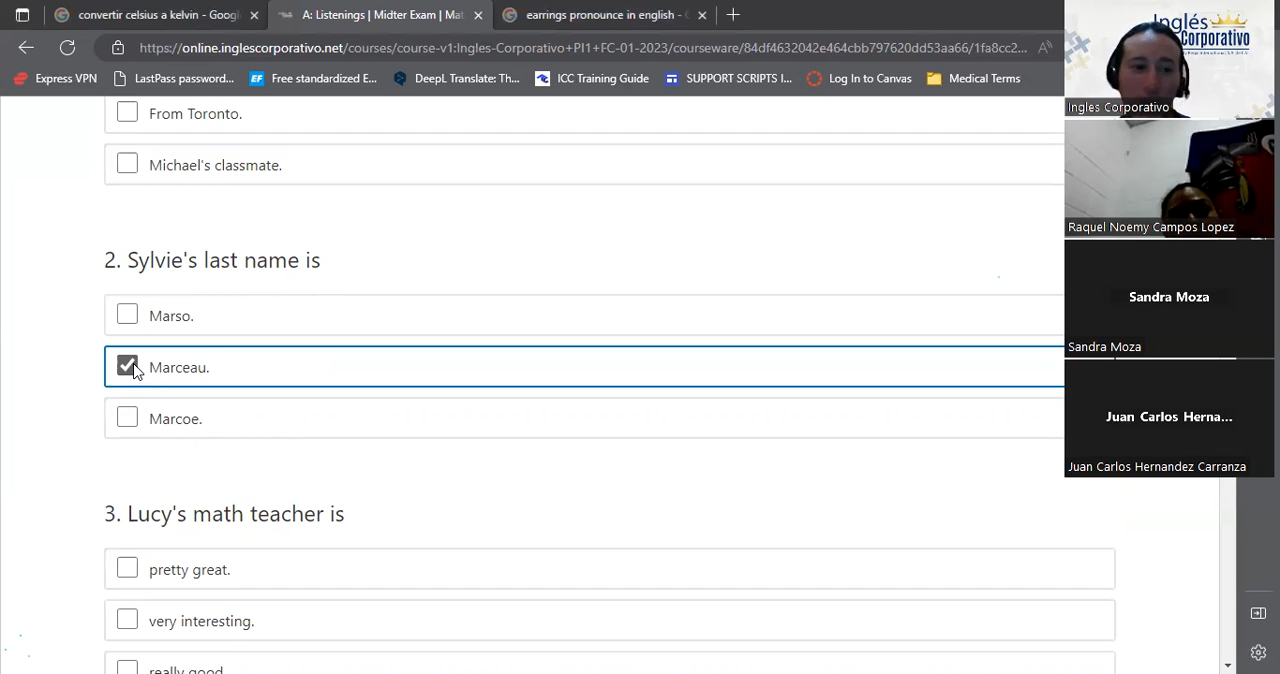 convertir celsius a kelvin - Googl
A: Listenings | Midter Exam | Mat
earrings pronounce in english - G
https://online.inglescorporativo.net/courses/course-v1:Ingles-Corporativo+PI1+FC-01-2023/courseware/84df4632042e464cbb797620dd53aa66/1fa8cc2...
Express VPN
LastPass password...
EF Free standardized E...
DeepL Translate: Th...
ICC Training Guide
SUPPORT SCRIPTS I...
Log In to Canvas
Medical Terms
From Toronto.
Michael's classmate.
2. Sylvie's last name is
Marso.
Marceau.
Marcoe.
3. Lucy's math teacher is
pretty great.
very interesting.
really good.
Inglés
Corporativo
Ingles Corporativo
Raquel Noemy Campos Lopez
Sandra Moza
Sandra Moza
Juan Carlos Herna...
Juan Carlos Hernandez Carranza